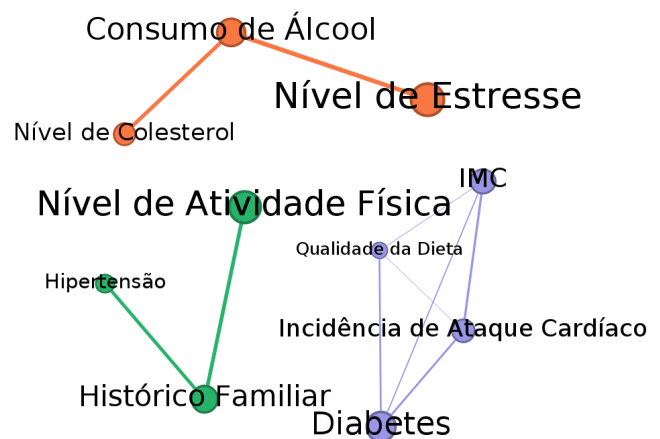 Consumo de Álcool
Nível de Estresse
Nível de Colesterol
IMC
Nível de Atividade Física
Qualidade da Dieta
Hipertensão
Incidência de Ataque Cardíaco
Histórico Familiar
Diabetes